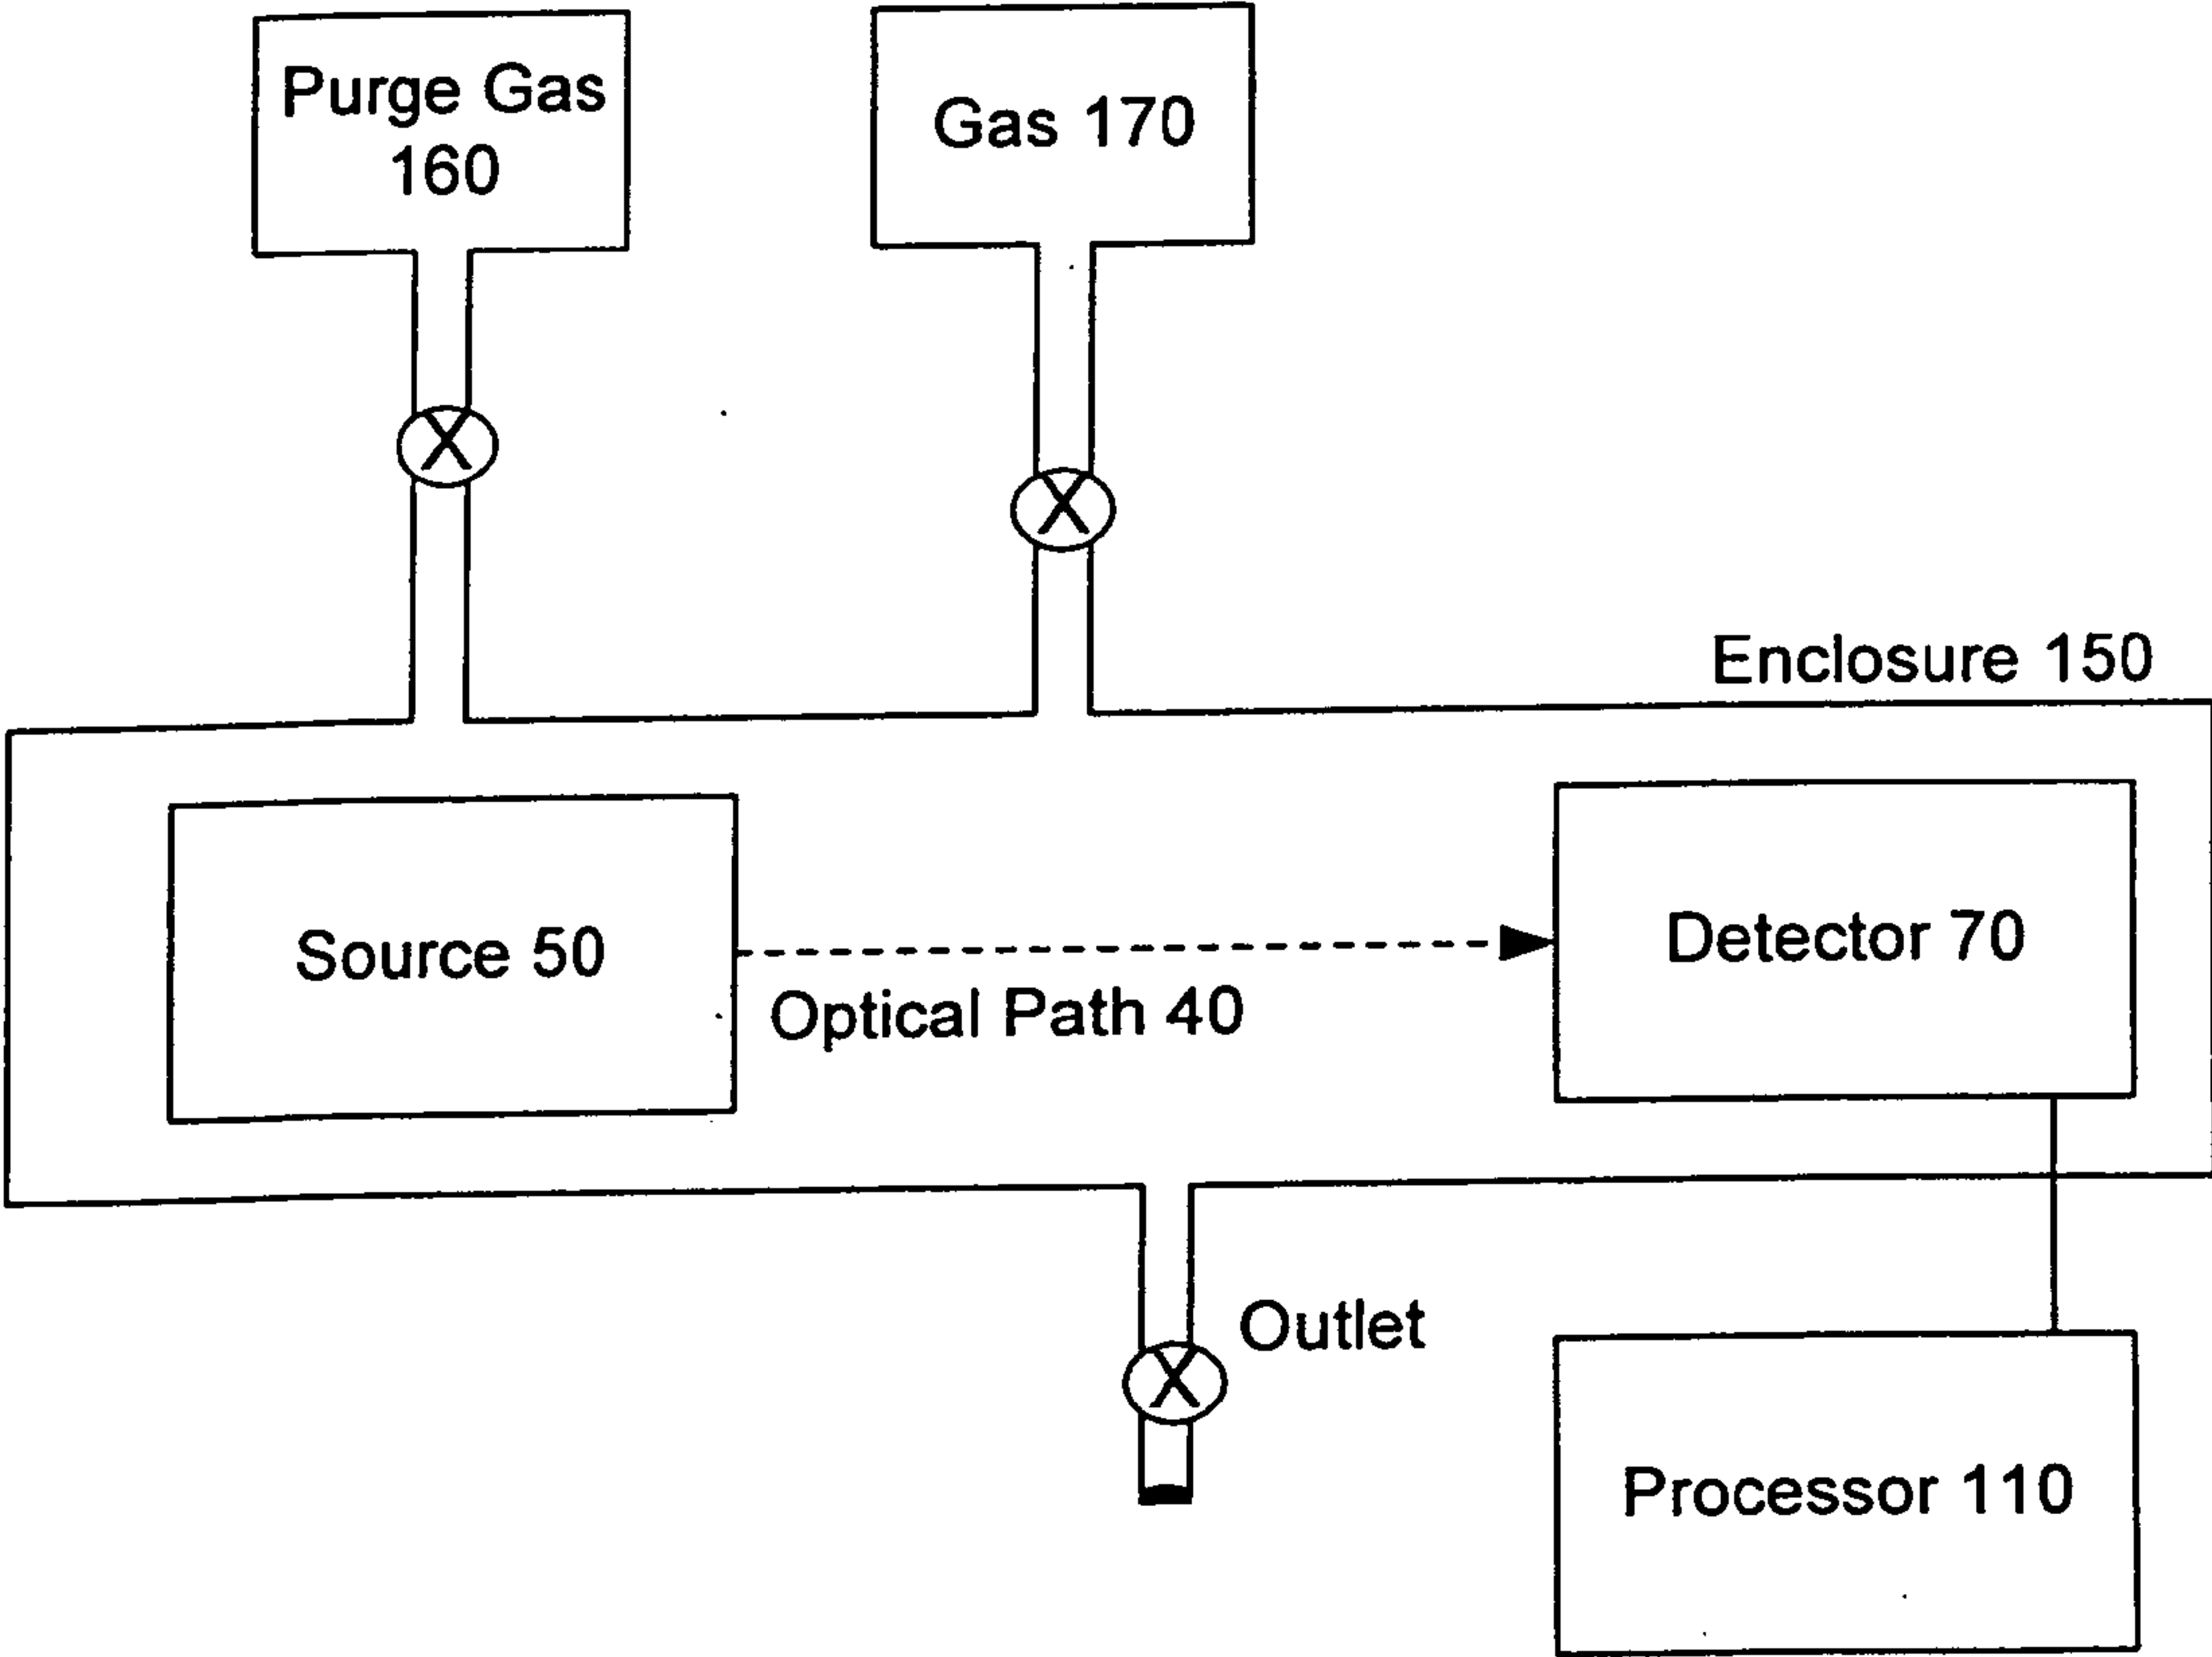 Purge Gas
160
Gas 170
X
X
Enclosure 150
Source 50
Detector 70
Optical Path 40
Outlet
X
Processor 110